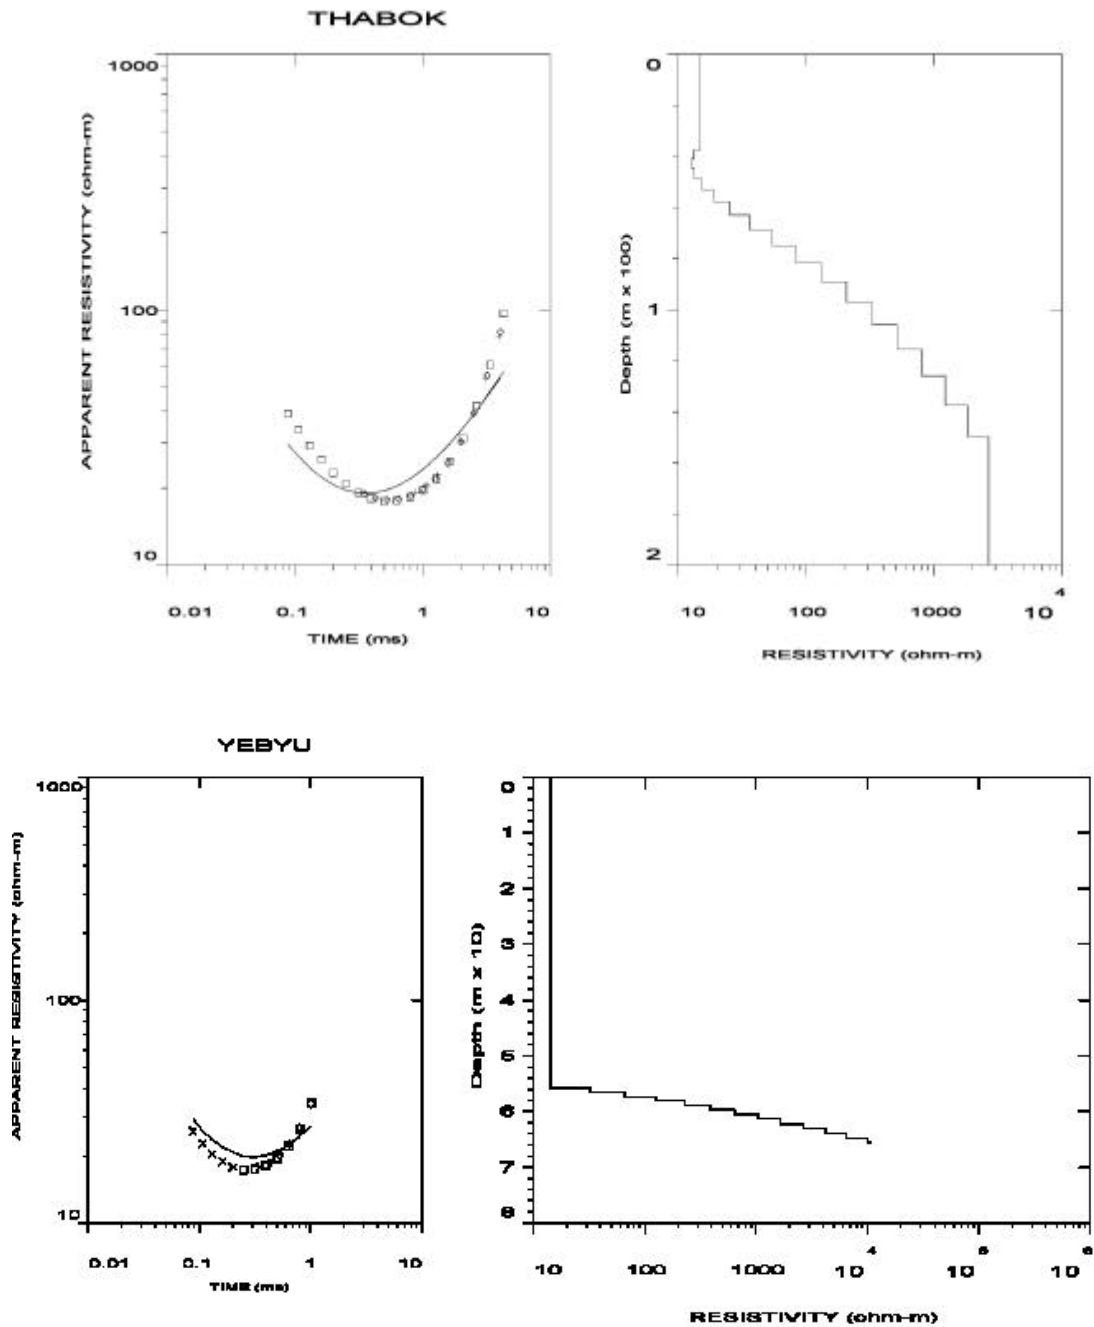 THABOK
1000
100
10
0.01 0.1 1 10
TIME (ms)
APPARENT RESISTIVITY (ohm-m)
0
1
2
Depth (m x 100)
10 100 1000 10 4
RESISTIVITY (ohm-m)
YEBYU
1000
100
10
0.01 0.1 1 10
TIME (ms)
APPARENT RESISTIVITY (ohm-m)
0
1
2
3
4
5
6
7
8
Depth (m x 10)
10 100 1000 10 4 10 5 10 6
RESISTIVITY (ohm-m)